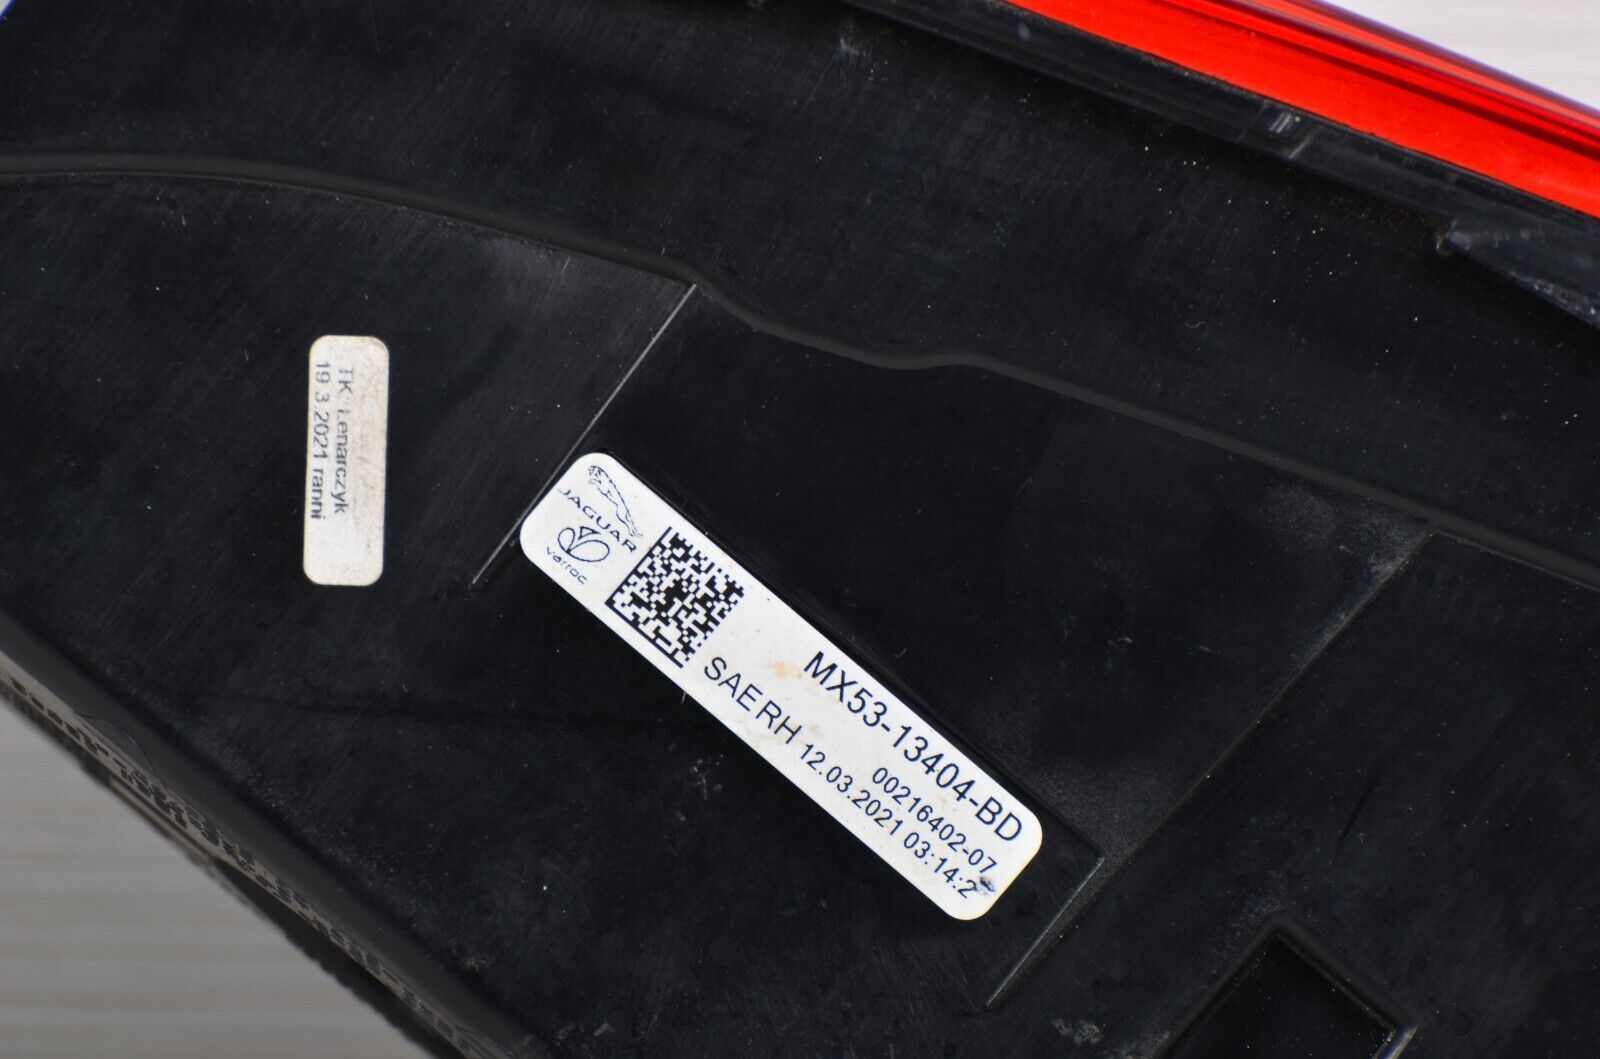 TK Lenarczyk
19.3.2021 ranni
JAGUAR
varroc
MX53-13404-BD
00216402-07
SAE RH 12.03.2021 03:14:2